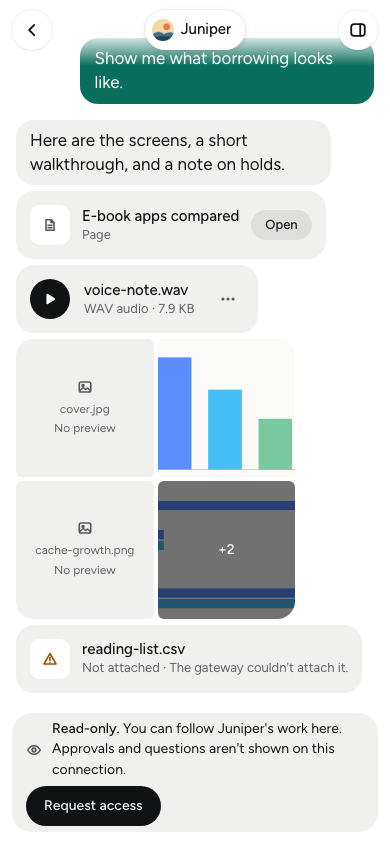 Juniper
Show me what borrowing looks
like.
Here are the screens, a short
walkthrough, and a note on holds.
E-book apps compared
Page
Open
voice-note.wav
WAV audio · 7.9 KB
cover.jpg
No preview
cache-growth.png
No preview
+2
reading-list.csv
Not attached · The gateway couldn't attach it.
Read-only. You can follow Juniper's work here.
Approvals and questions aren't shown on this
connection.
Request access